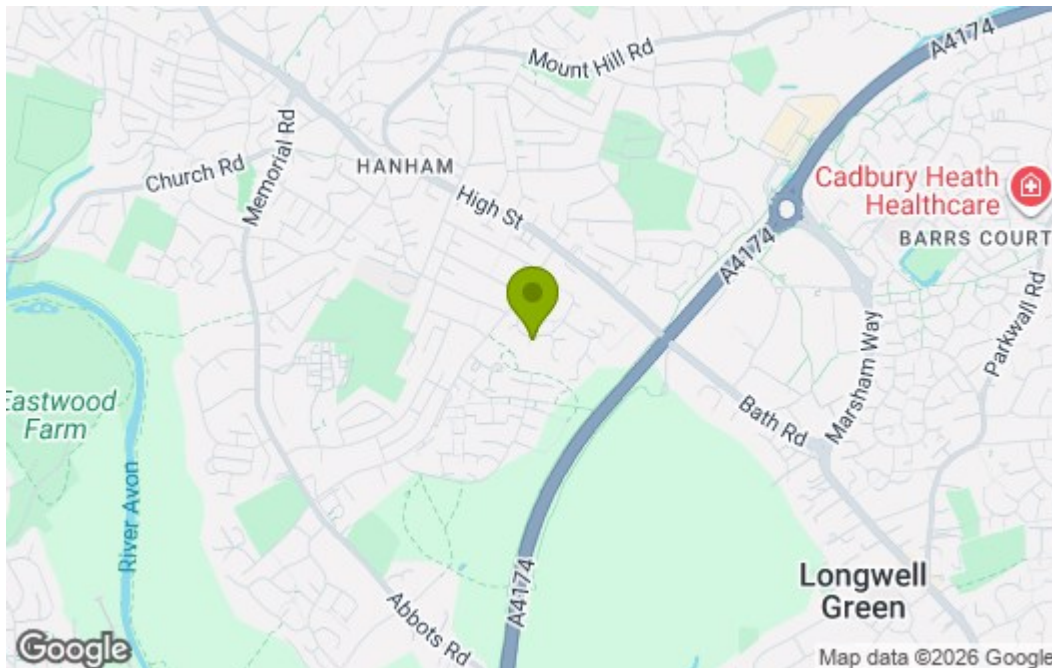 A4174
Mount Hill Rd
Memorial Rd
Church Rd
HANHAM
High St
Cadbury Heath
Healthcare
BARRS COURT
A4174
Parkwall Rd
Marsham Way
Eastwood
Farm
Bath Rd
River Avon
A4174
Longwell
Green
Abbots Rd
Google
Map data ©2026 Google